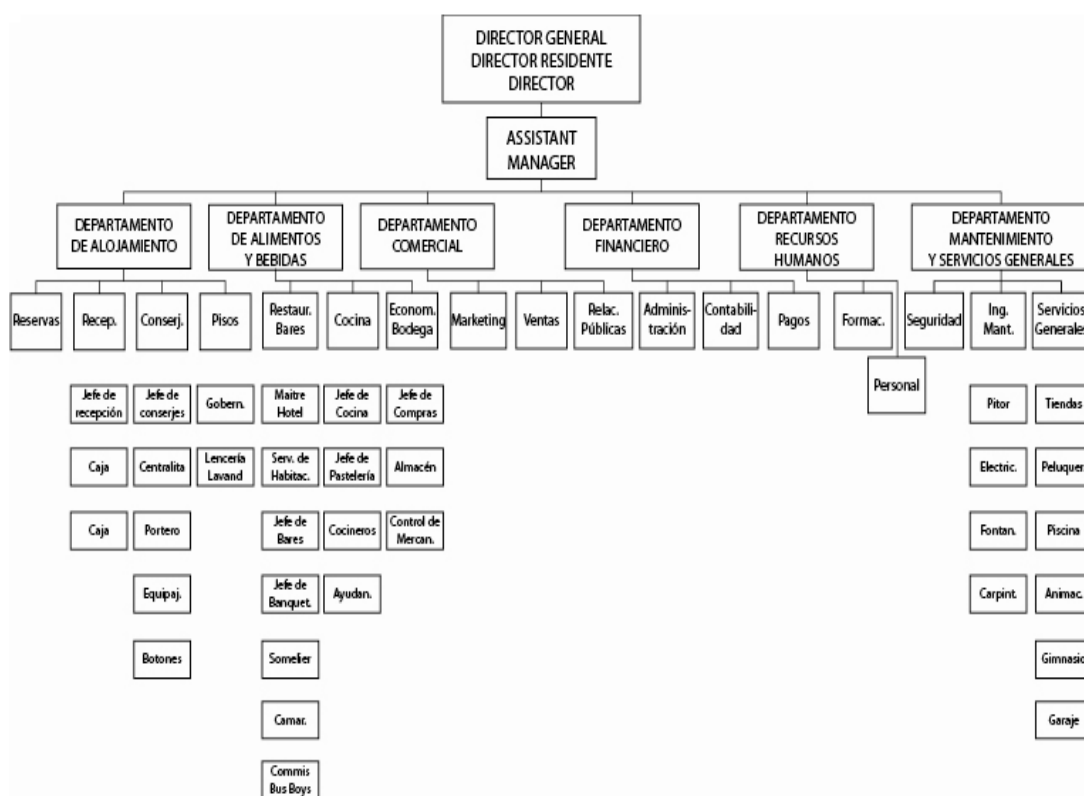 DIRECTOR GENERAL
DIRECTOR RESIDENTE
DIRECTOR
ASSISTANT
MANAGER
DEPARTAMENTO
DE ALOJAMIENTO
DEPARTAMENTO
DE ALIMENTOS
Y BEBIDAS
DEPARTAMENTO
COMERCIAL
DEPARTAMENTO
FINANCIERO
DEPARTAMENTO
RECURSOS
HUMANOS
DEPARTAMENTO
MANTENIMIENTO
Y SERVICIOS GENERALES
Reservas
Recep.
Conserj.
Pisos
Restaur.
Bares
Cocina
Econom.
Bodega
Marketing
Ventas
Relac.
Públicas
Adminis-
tración
Contabili-
dad
Pagos
Formac.
Seguridad
Ing.
Mant.
Servicios
Generales
Personal
Jefe de
recepción
Jefe de
conserjes
Gobern.
Maitre
Hotel
Jefe de
Cocina
Jefe de
Compras
Pitor
Tiendas
Caja
Centralita
Lencería
Lavand
Serv. de
Habitac.
Jefe de
Pastelería
Almacén
Electric.
Peluquer
Caja
Portero
Jefe de
Bares
Cocineros
Control de
Mercan.
Fontan.
Piscina
Equipaj.
Jefe de
Banquet.
Ayudan.
Carpint.
Animac.
Botones
Somelier
Gimnasio
Camar.
Garaje
Commis
Bus Boys